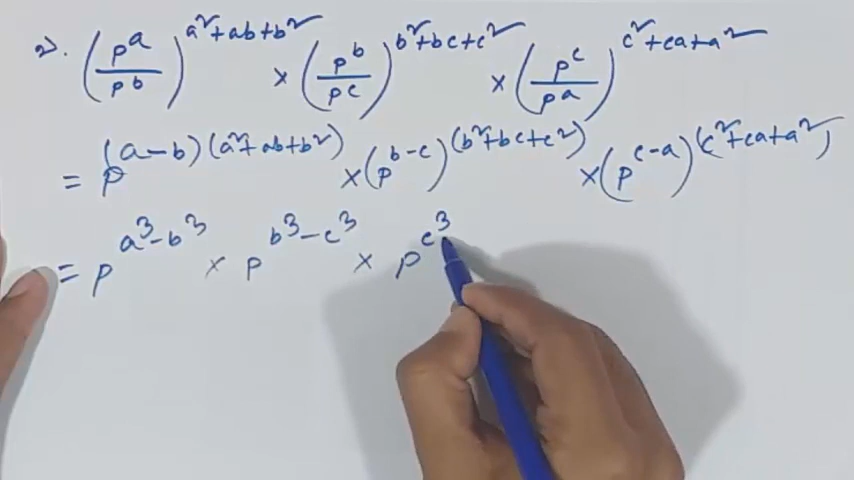 ২. (p^a/p^b)^(a²+ab+b²) × (p^b/p^c)^(b²+bc+c²) × (p^c/p^a)^(c²+ca+a²)
= p^(a-b)(a²+ab+b²) × (p^(b-c))^(b²+bc+c²) × (p^(c-a))^(c²+ca+a²)
= p^(a³-b³) × p^(b³-c³) × p^(c³)